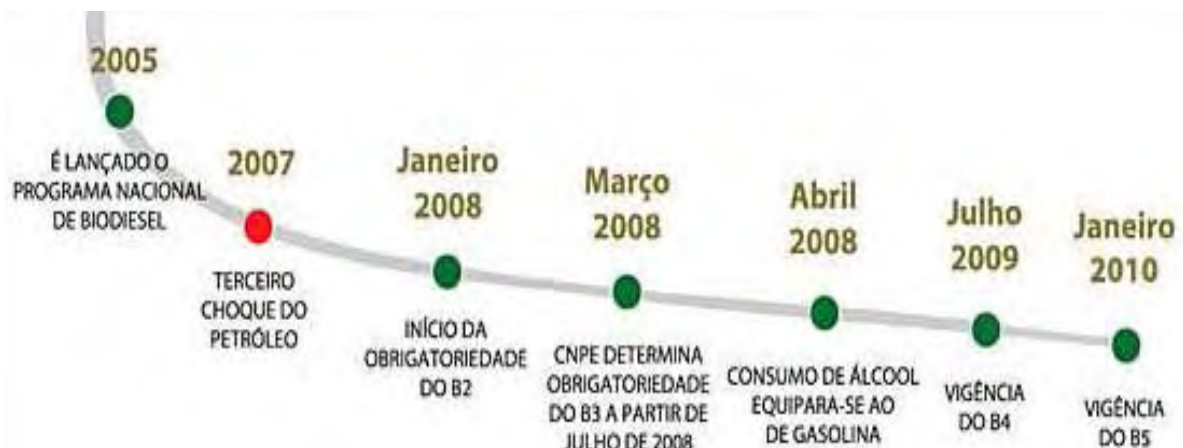 2005
É LANÇADO O
PROGRAMA NACIONAL
DE BIODIESEL
2007
TERCEIRO
CHOQUE DO
PETRÓLEO
Janeiro
2008
INÍCIO DA
OBRIGATORIEDADE
DO B2
Março
2008
CNPE DETERMINA
OBRIGATORIEDADE
DO B3 A PARTIR DE
JULHO DE 2008
Abril
2008
CONSUMO DE ÁLCOOL
EQUIPARA-SE AO
DE GASOLINA
Julho
2009
VIGÊNCIA
DO B4
Janeiro
2010
VIGÊNCIA
DO B5